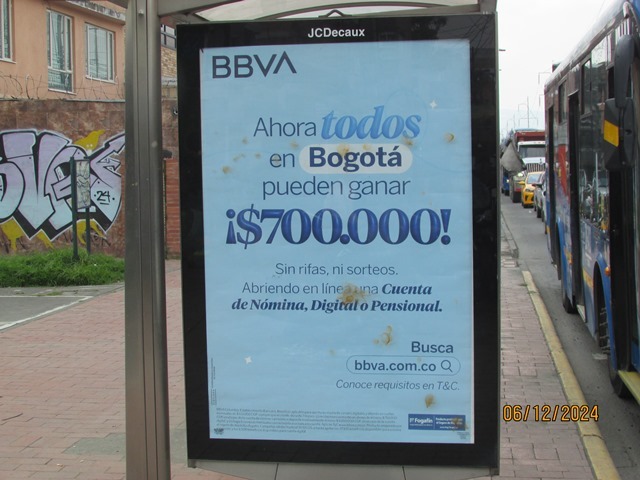 JCDecaux
BBVA
Ahora todos
en Bogotá
pueden ganar
¡$700.000!
Sin rifas, ni sorteos.
Abriendo en línea una Cuenta
de Nómina, Digital o Pensional.
Busca
bbva.com.co
Conoce requisitos en T&C.
Fogafín
06/12/2024